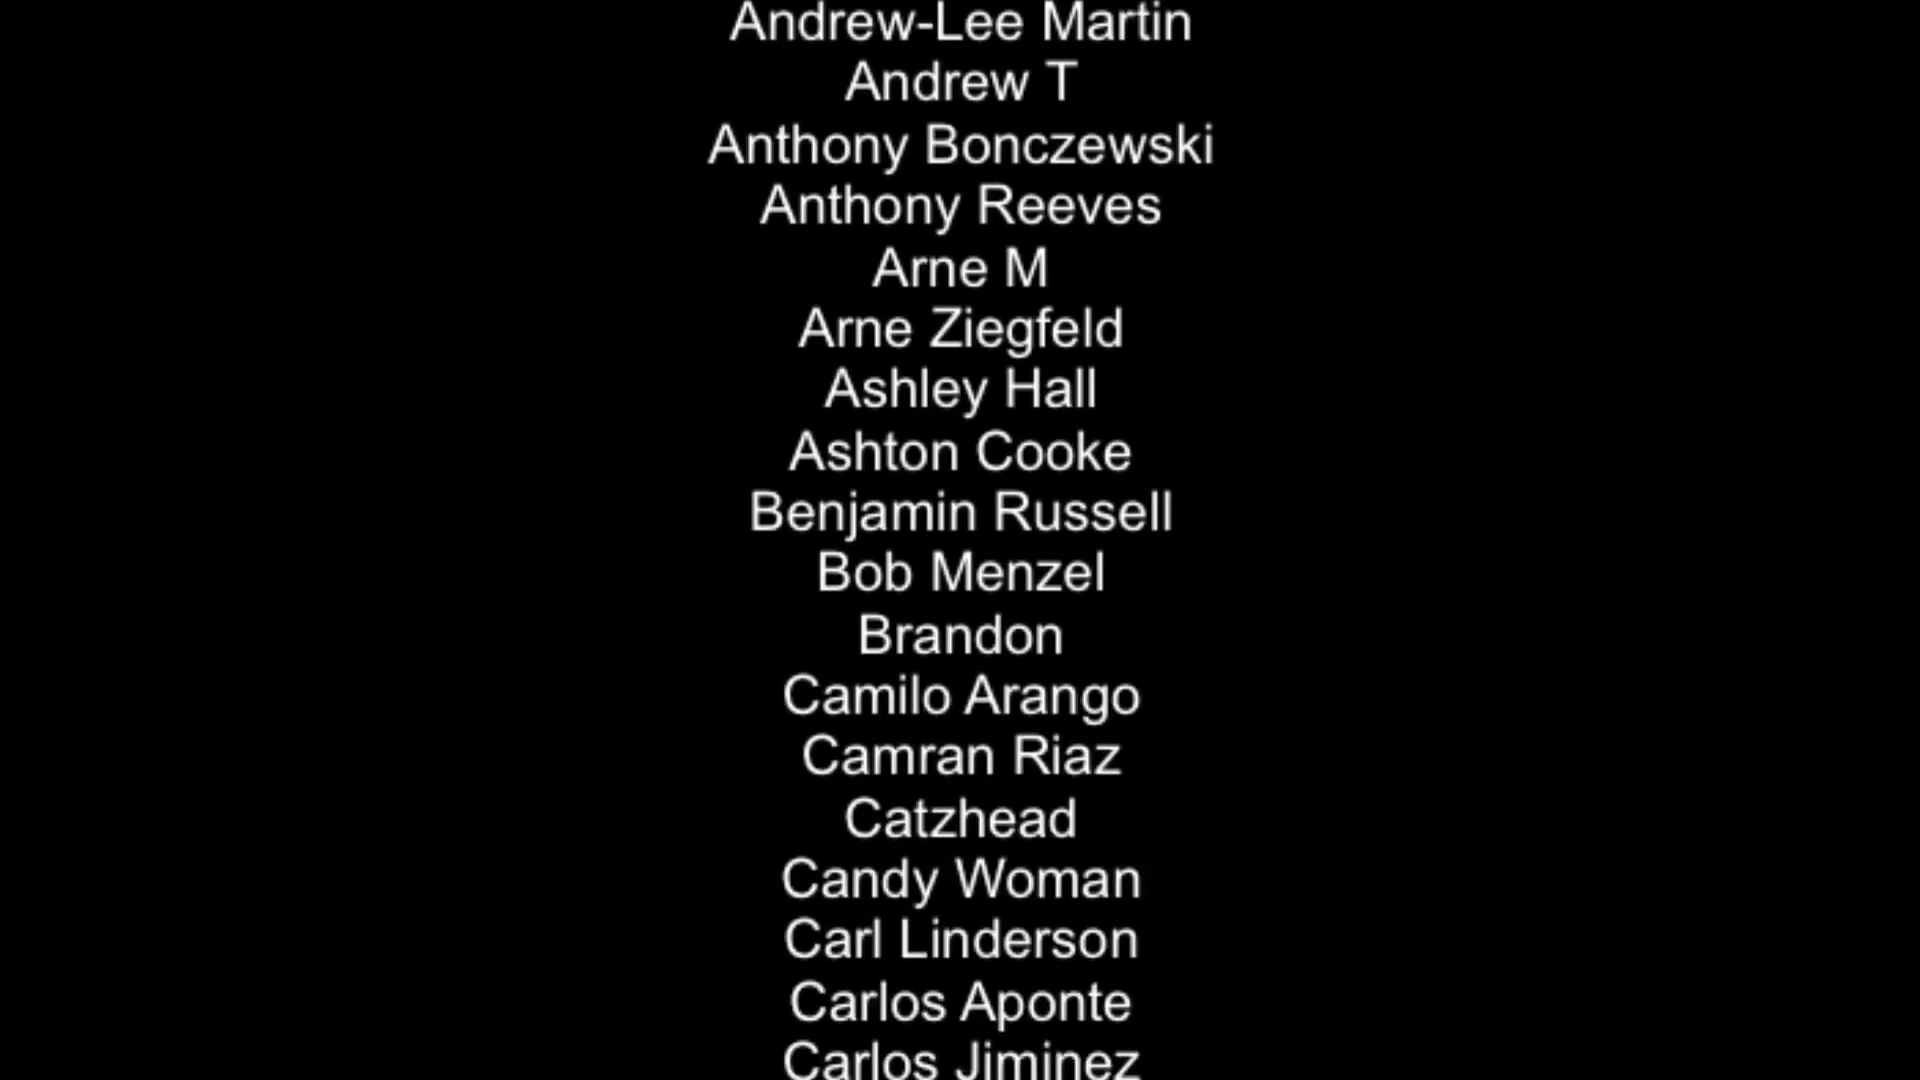 Andrew-Lee Martin
Andrew T
Anthony Bonczewski
Anthony Reeves
Arne M
Arne Ziegfeld
Ashley Hall
Ashton Cooke
Benjamin Russell
Bob Menzel
Brandon
Camilo Arango
Camran Riaz
Catzhead
Candy Woman
Carl Linderson
Carlos Aponte
Carlos Jiminez